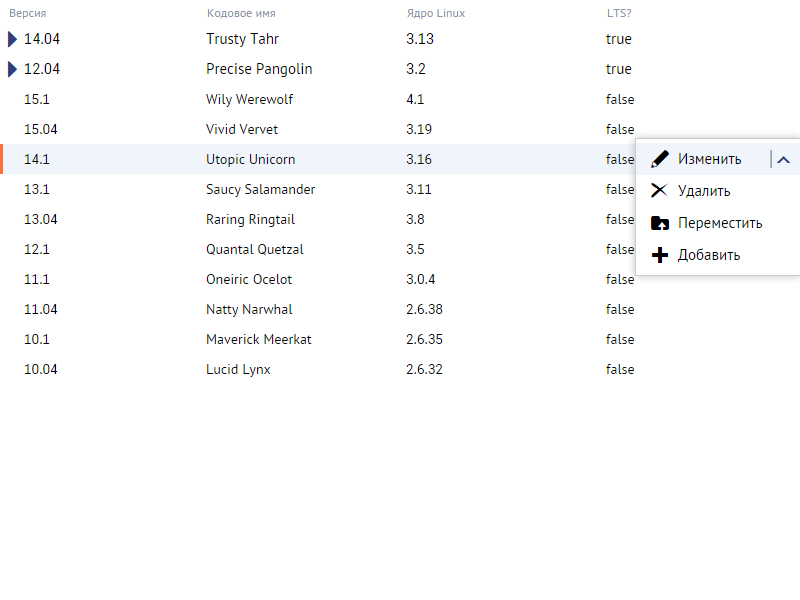 Версия Кодовое имя Ядро Linux LTS?
14.04 Trusty Tahr 3.13 true
12.04 Precise Pangolin 3.2 true
15.1 Wily Werewolf 4.1 false
15.04 Vivid Vervet 3.19 false
14.1 Utopic Unicorn 3.16 false Изменить
13.1 Saucy Salamander 3.11 false Удалить
13.04 Raring Ringtail 3.8 false Переместить
12.1 Quantal Quetzal 3.5 false Добавить
11.1 Oneiric Ocelot 3.0.4 false
11.04 Natty Narwhal 2.6.38 false
10.1 Maverick Meerkat 2.6.35 false
10.04 Lucid Lynx 2.6.32 false